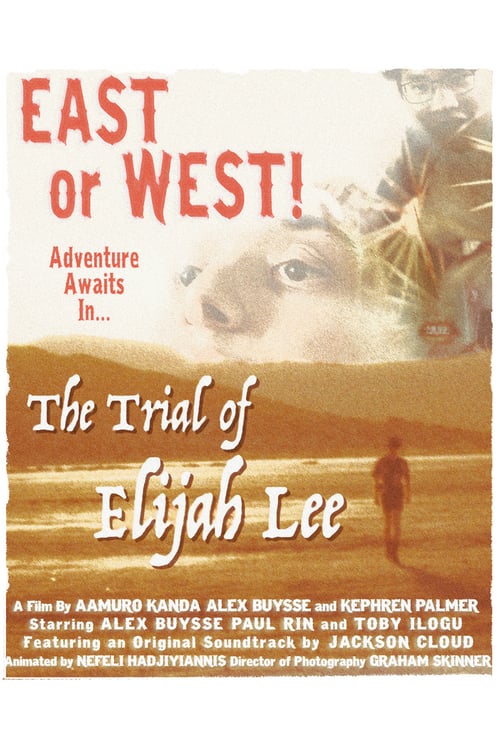 EAST
or WEST!
Adventure
Awaits
In...
The Trial of
Elijah Lee
A Film By AAMURO KANDA ALEX BUYSSE and KEPHREN PALMER
Starring ALEX BUYSSE PAUL RIN and TOBY ILOGU
Featuring an Original Soundtrack by JACKSON CLOUD
Animated by NEFELI HADJIYIANNIS Director of Photography GRAHAM SKINNER